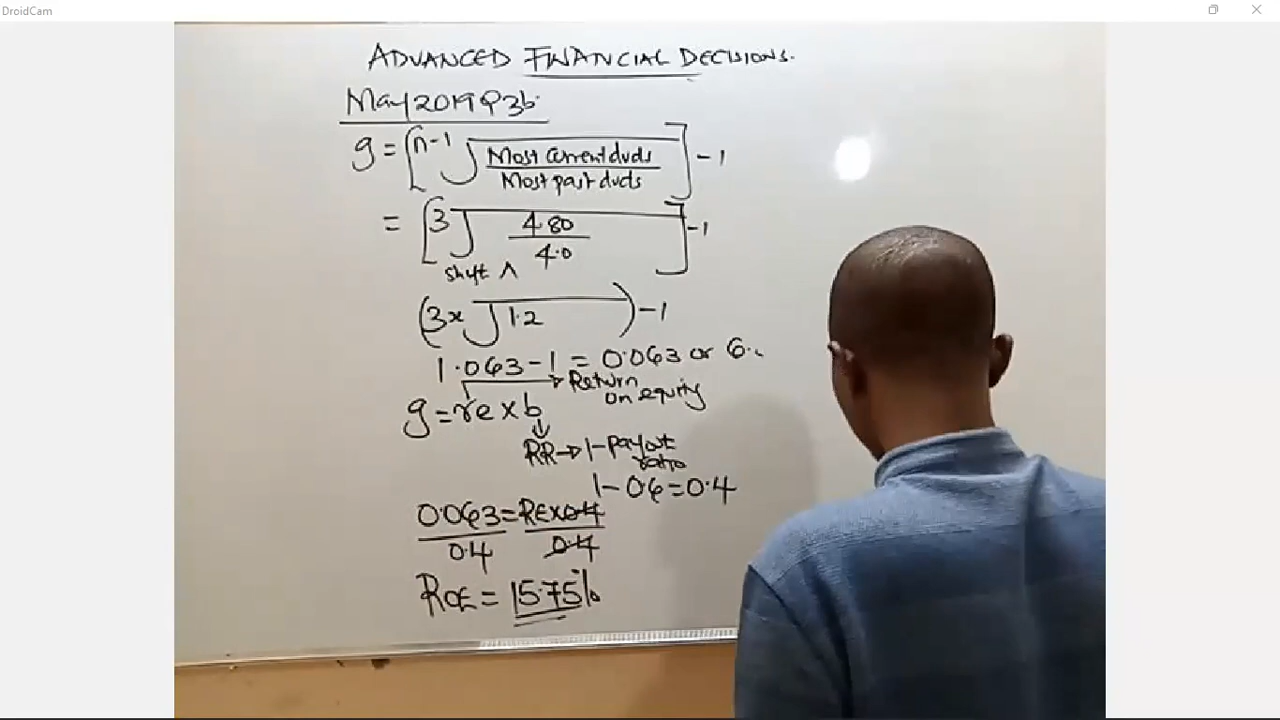 DroidCam
ADVANCED FINANCIAL DECISIONS.
May 2019 Q3b
g = [n-1√ Most current dvds / Most past dvds] - 1
= [3√ 4.80 / 4.0] - 1
shift ^
(3x√1.2) - 1
1.063 - 1 = 0.063 or 6.
Return on equity
g = re x b
RR → 1 - payout ratio
1 - 0.6 = 0.4
0.063 / 0.4 = RE x 0.4 / 0.4
ROE = 15.75%